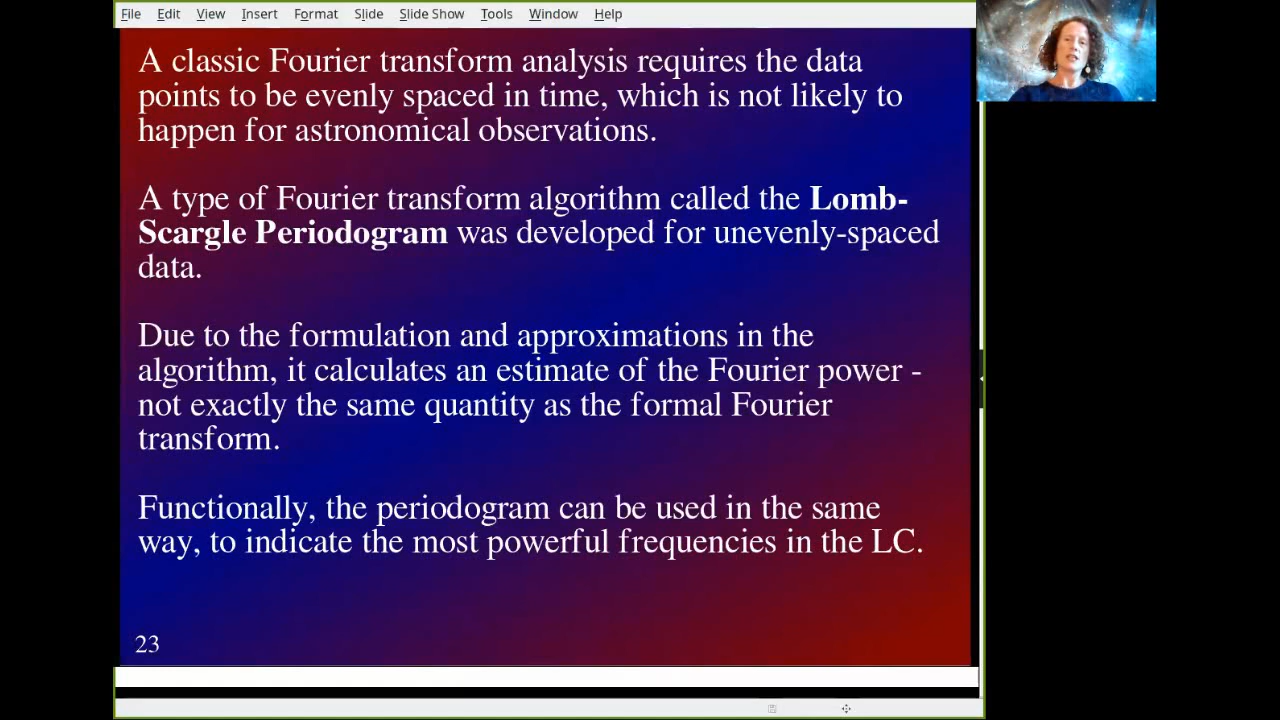 File Edit View Insert Format Slide Slide Show Tools Window Help
A classic Fourier transform analysis requires the data
points to be evenly spaced in time, which is not likely to
happen for astronomical observations.
A type of Fourier transform algorithm called the Lomb-
Scargle Periodogram was developed for unevenly-spaced
data.
Due to the formulation and approximations in the
algorithm, it calculates an estimate of the Fourier power -
not exactly the same quantity as the formal Fourier
transform.
Functionally, the periodogram can be used in the same
way, to indicate the most powerful frequencies in the LC.
23